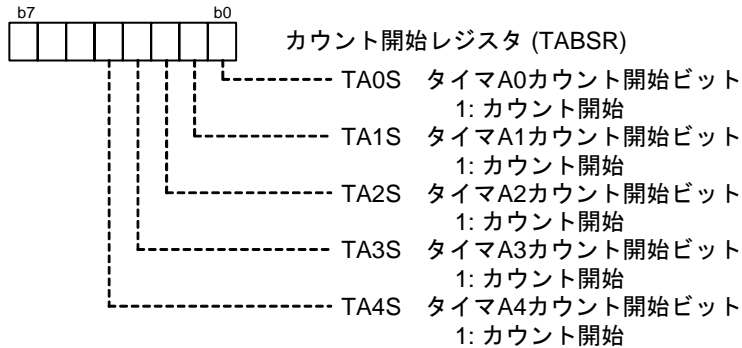 b7 b0
カウント開始レジスタ (TABSR)
TA0S タイマA0カウント開始ビット
1: カウント開始
TA1S タイマA1カウント開始ビット
1: カウント開始
TA2S タイマA2カウント開始ビット
1: カウント開始
TA3S タイマA3カウント開始ビット
1: カウント開始
TA4S タイマA4カウント開始ビット
1: カウント開始